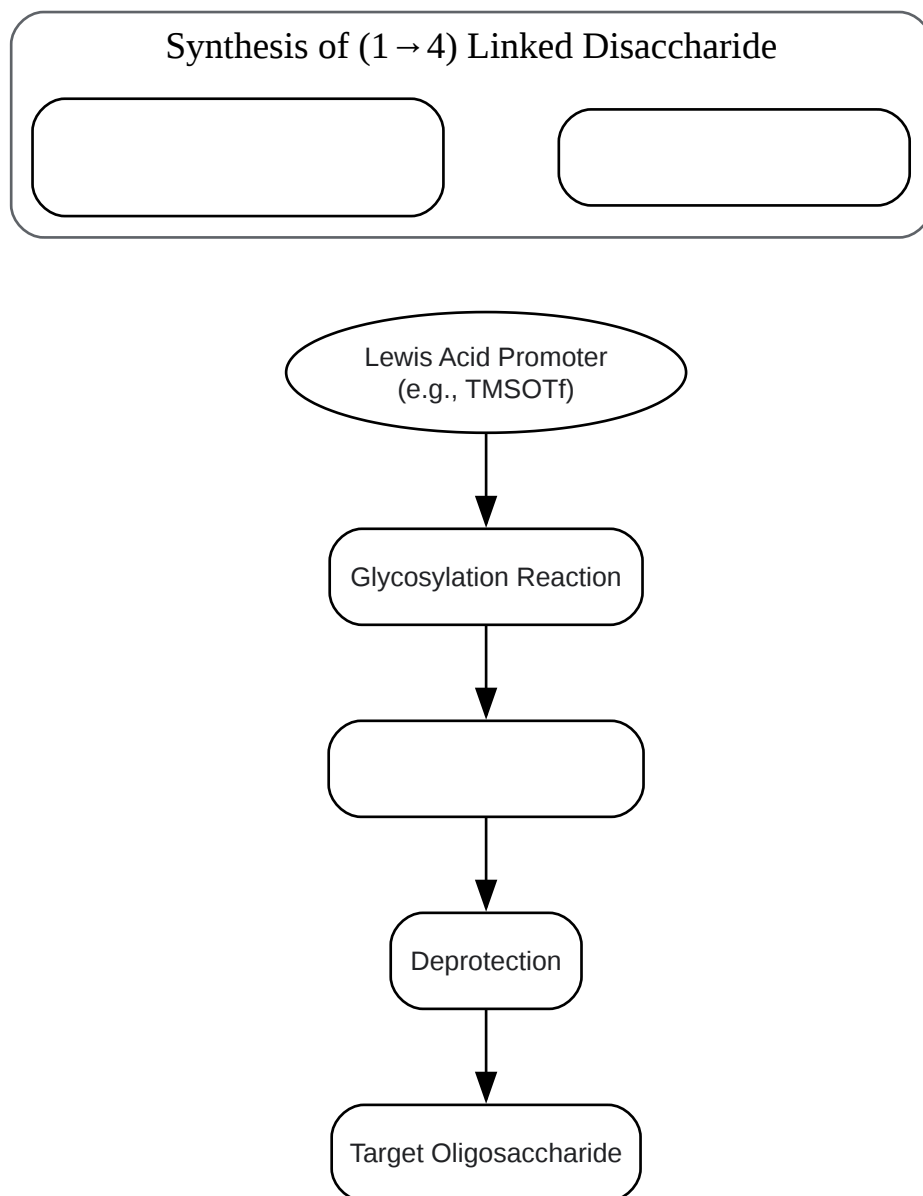 Synthesis of (1→4) Linked Disaccharide
Lewis Acid Promoter
(e.g., TMSOTf)
Glycosylation Reaction
Deprotection
Target Oligosaccharide